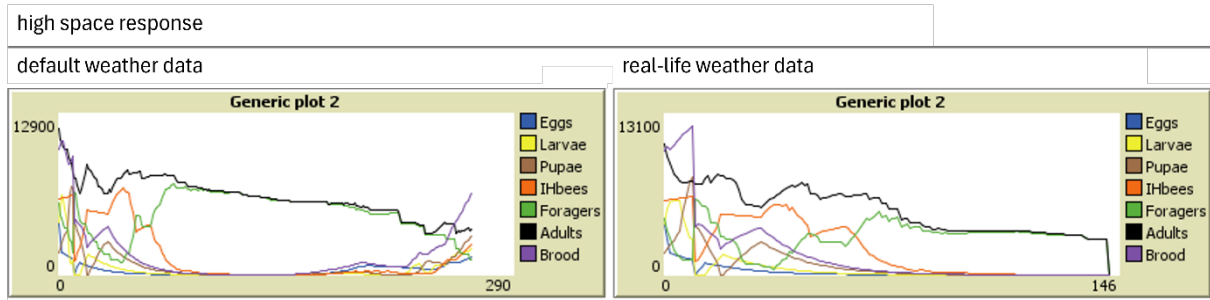 high space response
default weather data
real-life weather data
Generic plot 2
12900
0
0
290
Eggs
Larvae
Pupae
IHbees
Foragers
Adults
Brood
Generic plot 2
13100
0
0
146
Eggs
Larvae
Pupae
IHbees
Foragers
Adults
Brood